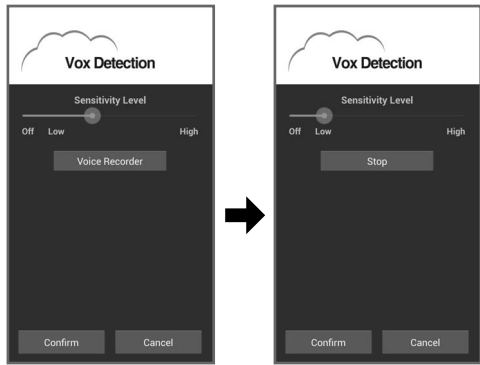 Vox Detection
Sensitivity Level
Off Low High
Voice Recorder
Confirm Cancel
Vox Detection
Sensitivity Level
Off Low High
Stop
Confirm Cancel